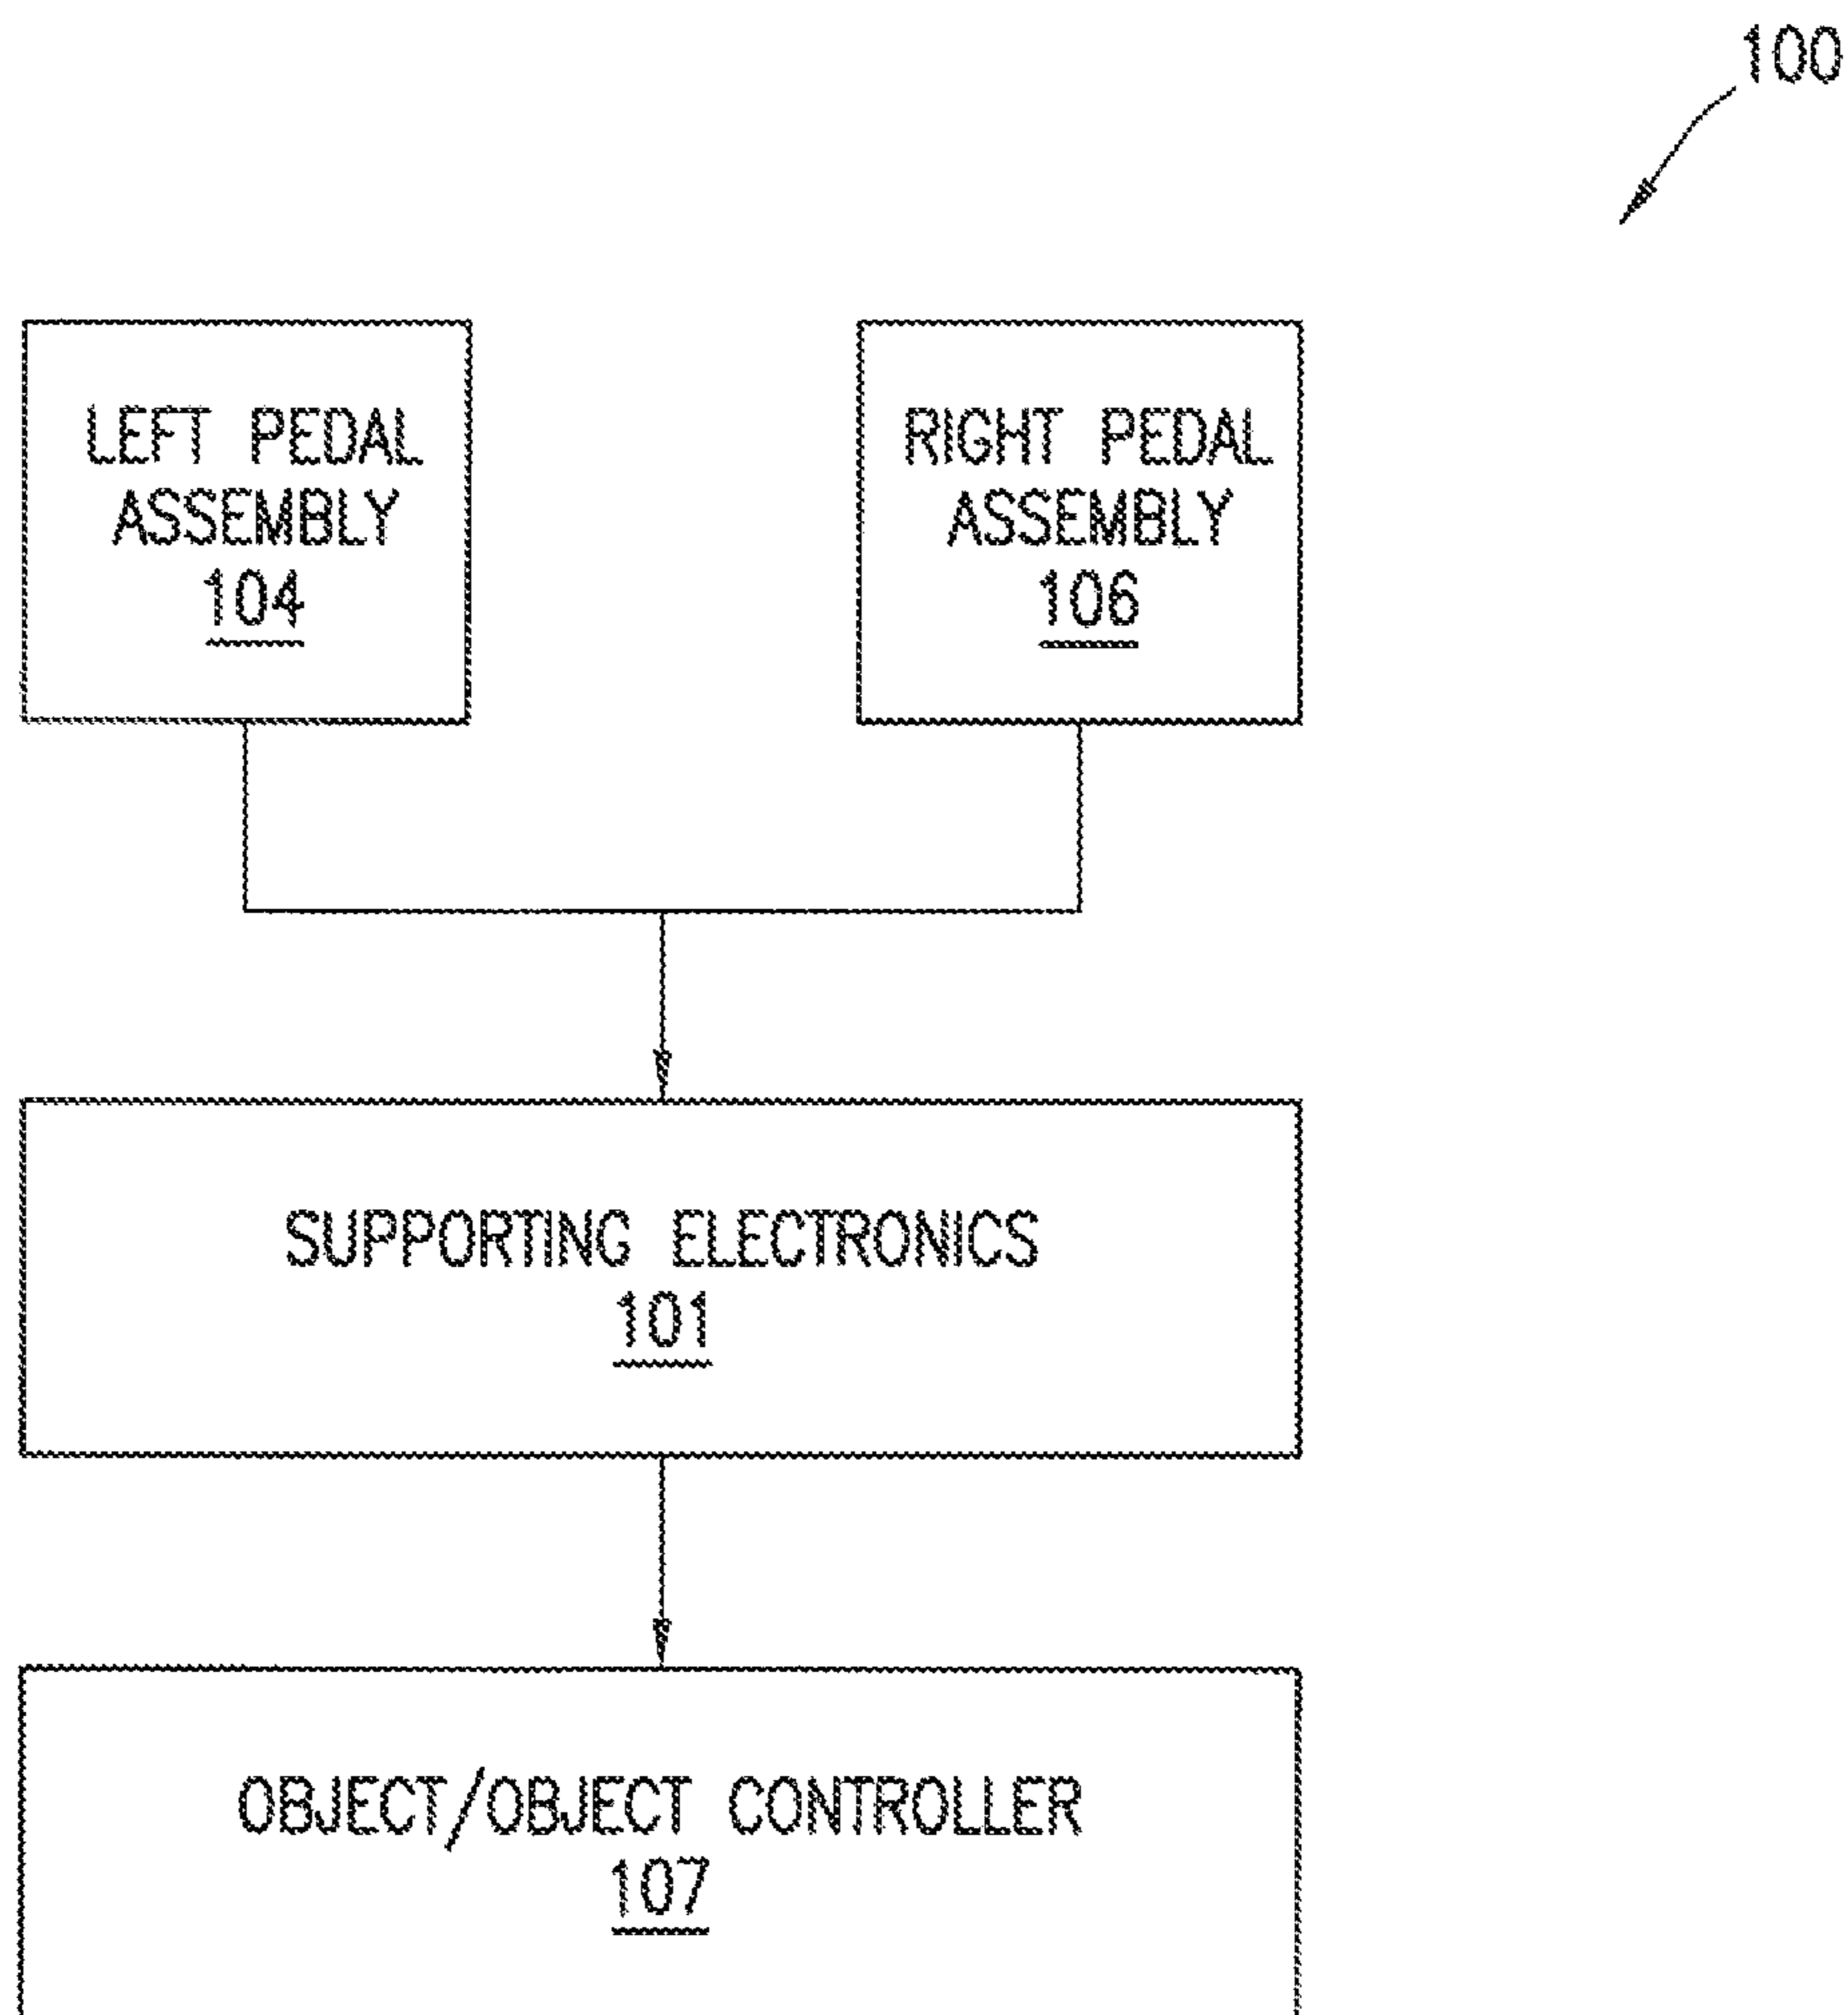 100
LEFT PEDAL
ASSEMBLY
104
RIGHT PEDAL
ASSEMBLY
106
SUPPORTING ELECTRONICS
101
OBJECT/OBJECT CONTROLLER
107